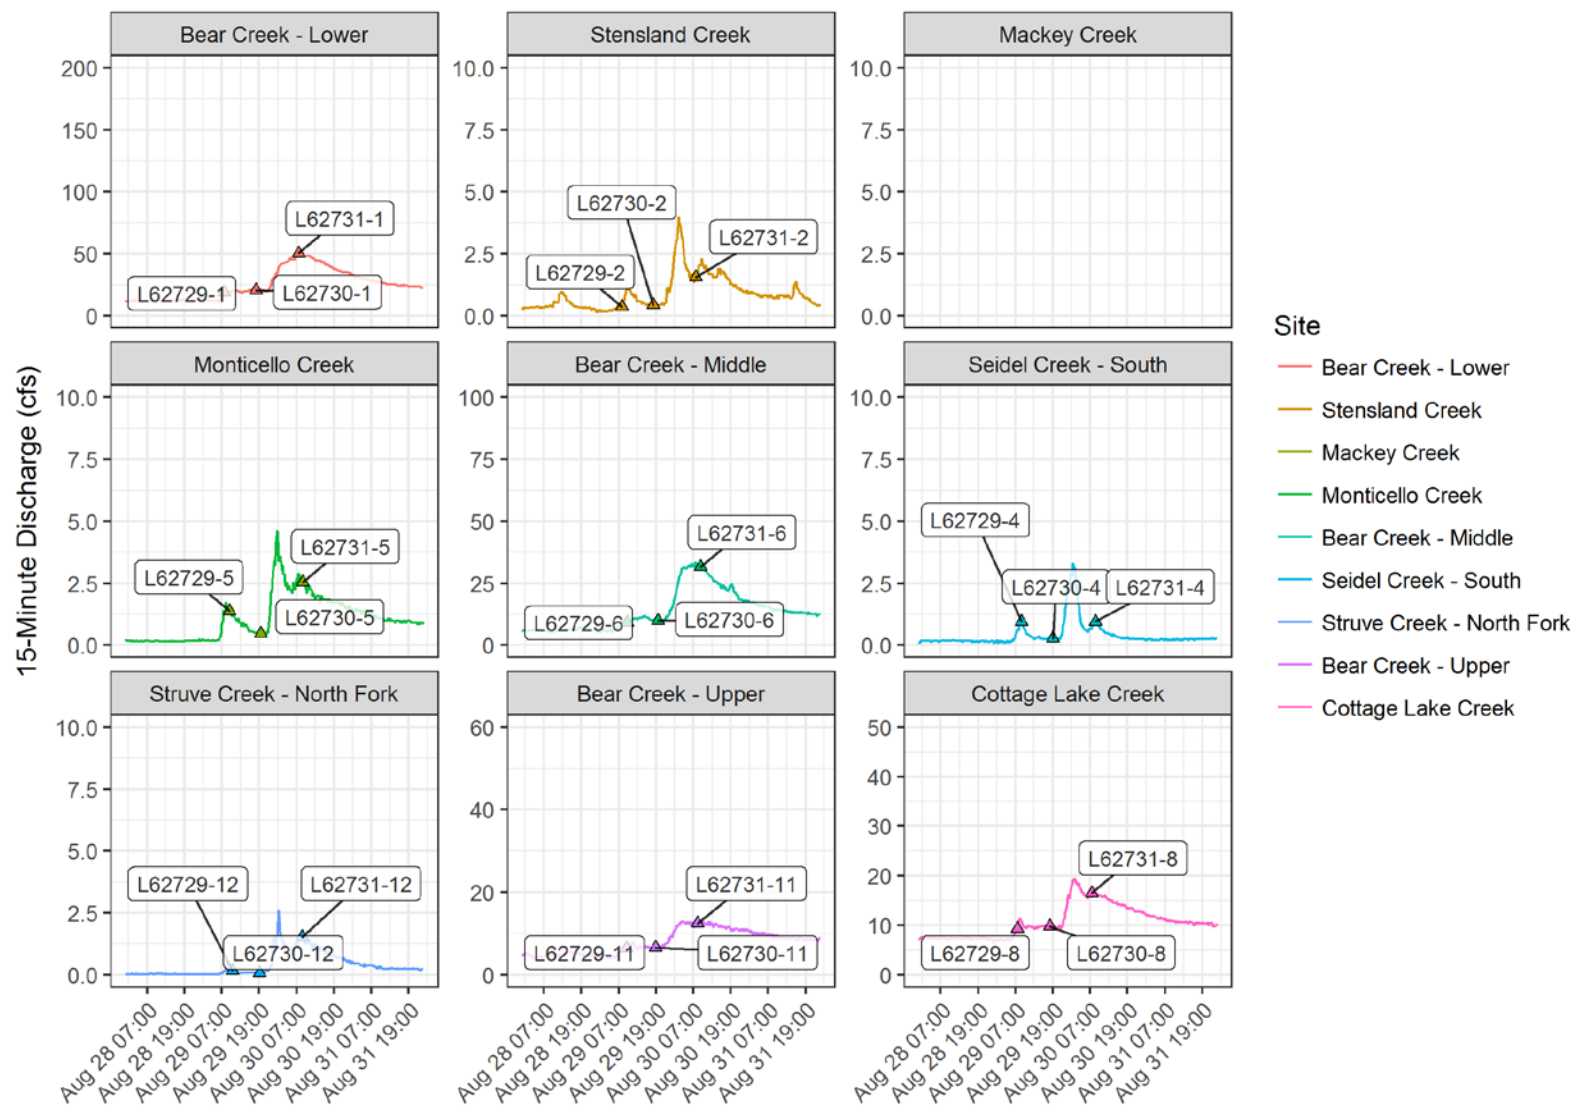 Bear Creek - Lower
Stensland Creek
Mackey Creek
200
150
100
50
0
L62731-1
L62729-1
L62730-1
10.0
7.5
5.0
2.5
0.0
L62730-2
L62731-2
L62729-2
10.0
7.5
5.0
2.5
0.0
Monticello Creek
Bear Creek - Middle
Seidel Creek - South
10.0
7.5
5.0
2.5
0.0
L62731-5
L62729-5
L62730-5
100
75
50
25
0
L62731-6
L62729-6
L62730-6
10.0
7.5
5.0
2.5
0.0
L62729-4
L62730-4
L62731-4
Struve Creek - North Fork
Bear Creek - Upper
Cottage Lake Creek
10.0
7.5
5.0
2.5
0.0
L62729-12
L62731-12
L62730-12
60
40
20
0
L62731-11
L62729-11
L62730-11
50
40
30
20
10
0
L62731-8
L62729-8
L62730-8
Aug 28 07:00
Aug 28 19:00
Aug 29 07:00
Aug 29 19:00
Aug 30 07:00
Aug 30 19:00
Aug 31 07:00
Aug 31 19:00
Aug 28 07:00
Aug 28 19:00
Aug 29 07:00
Aug 29 19:00
Aug 30 07:00
Aug 30 19:00
Aug 31 07:00
Aug 31 19:00
Aug 28 07:00
Aug 28 19:00
Aug 29 07:00
Aug 29 19:00
Aug 30 07:00
Aug 30 19:00
Aug 31 07:00
Aug 31 19:00
15-Minute Discharge (cfs)
Site
Bear Creek - Lower
Stensland Creek
Mackey Creek
Monticello Creek
Bear Creek - Middle
Seidel Creek - South
Struve Creek - North Fork
Bear Creek - Upper
Cottage Lake Creek